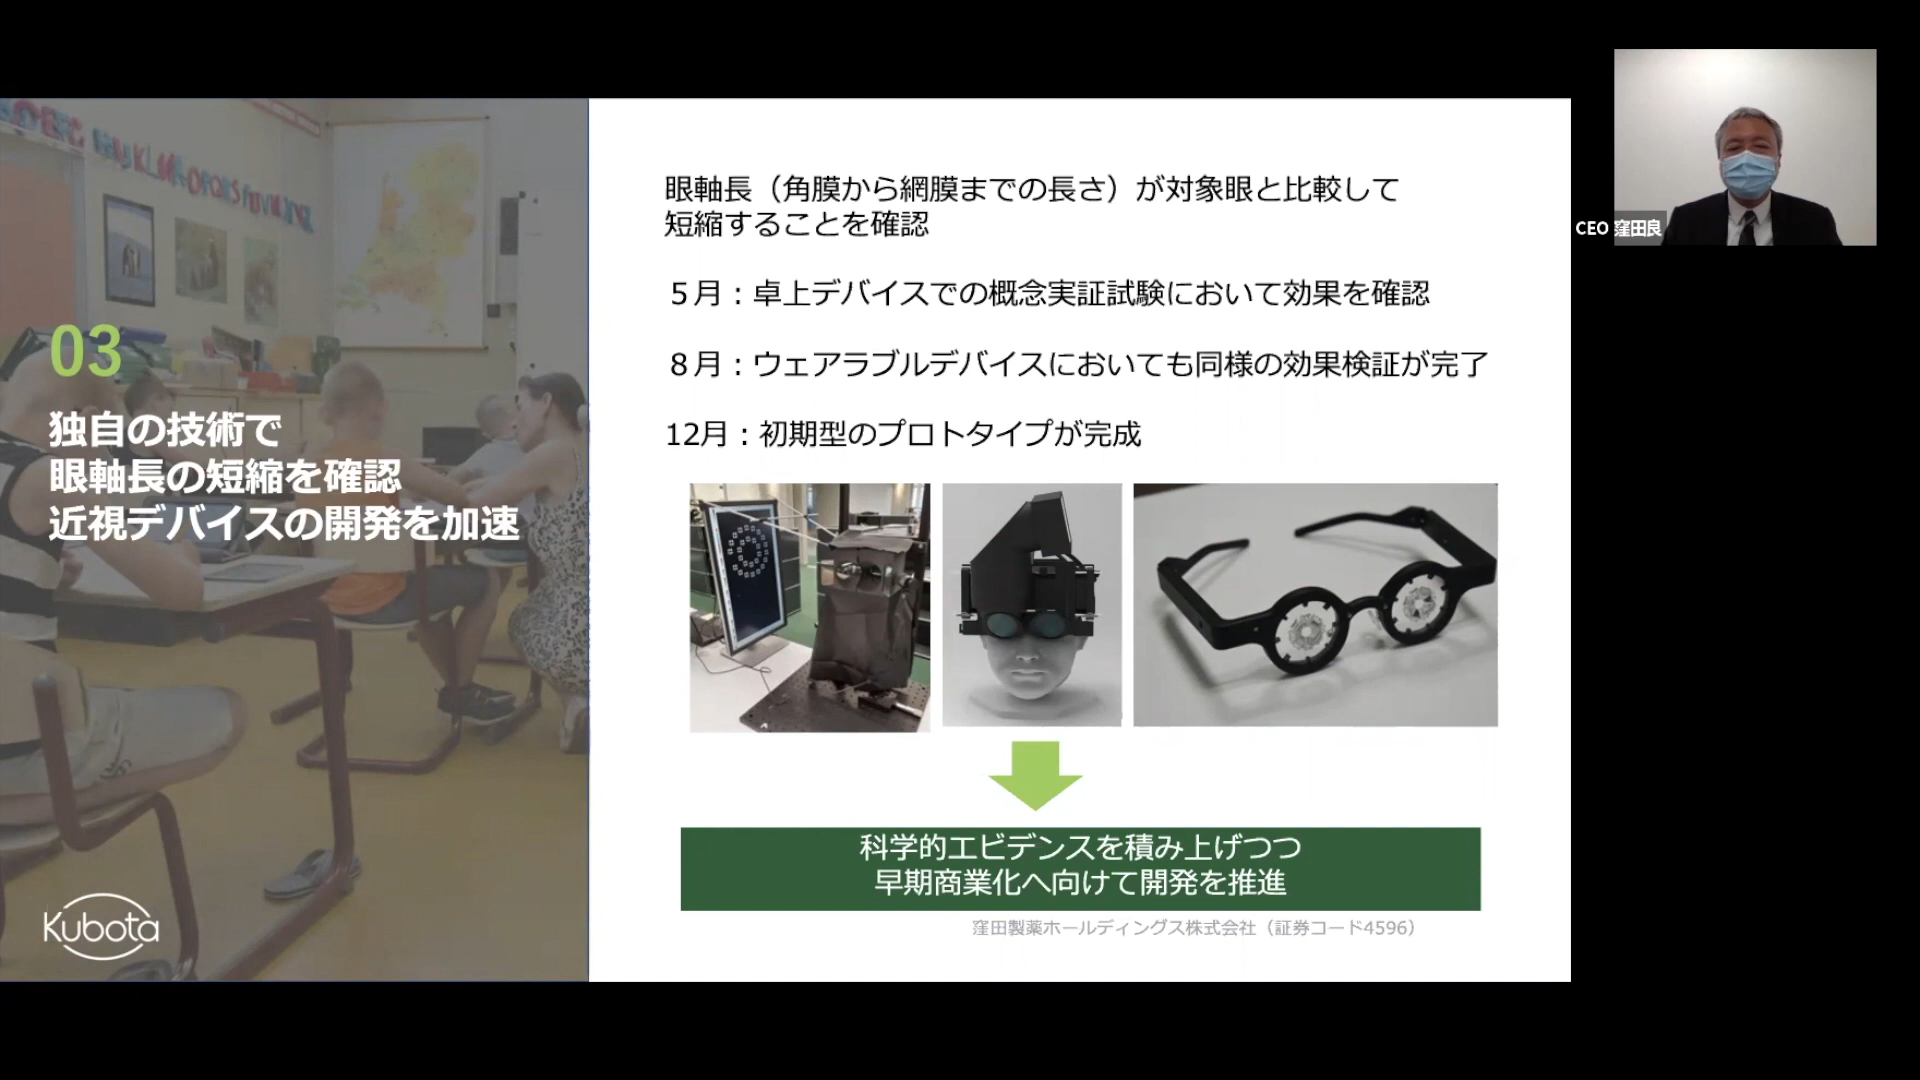 03
独自の技術で
眼軸長の短縮を確認
近視デバイスの開発を加速
Kubota
眼軸長（角膜から網膜までの長さ）が対象眼と比較して
短縮することを確認
５月：卓上デバイスでの概念実証試験において効果を確認
８月：ウェアラブルデバイスにおいても同様の効果検証が完了
12月：初期型のプロトタイプが完成
科学的エビデンスを積み上げつつ
早期商業化へ向けて開発を推進
窪田製薬ホールディングス株式会社（証券コード4596）
CEO 窪田良